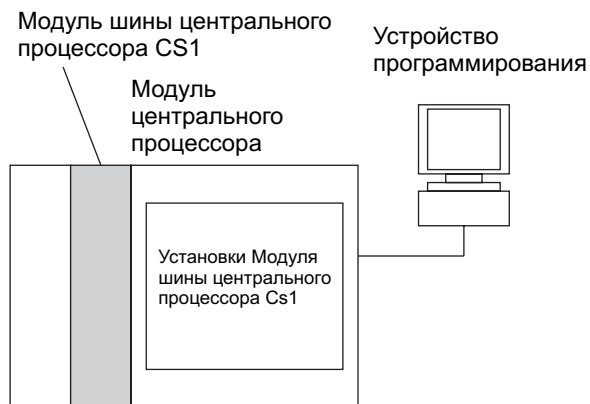 Модуль шины центрального
процессора CS1
Устройство
программирования
Модуль
центрального
процессора
Установки Модуля
шины центрального
процессора Cs1